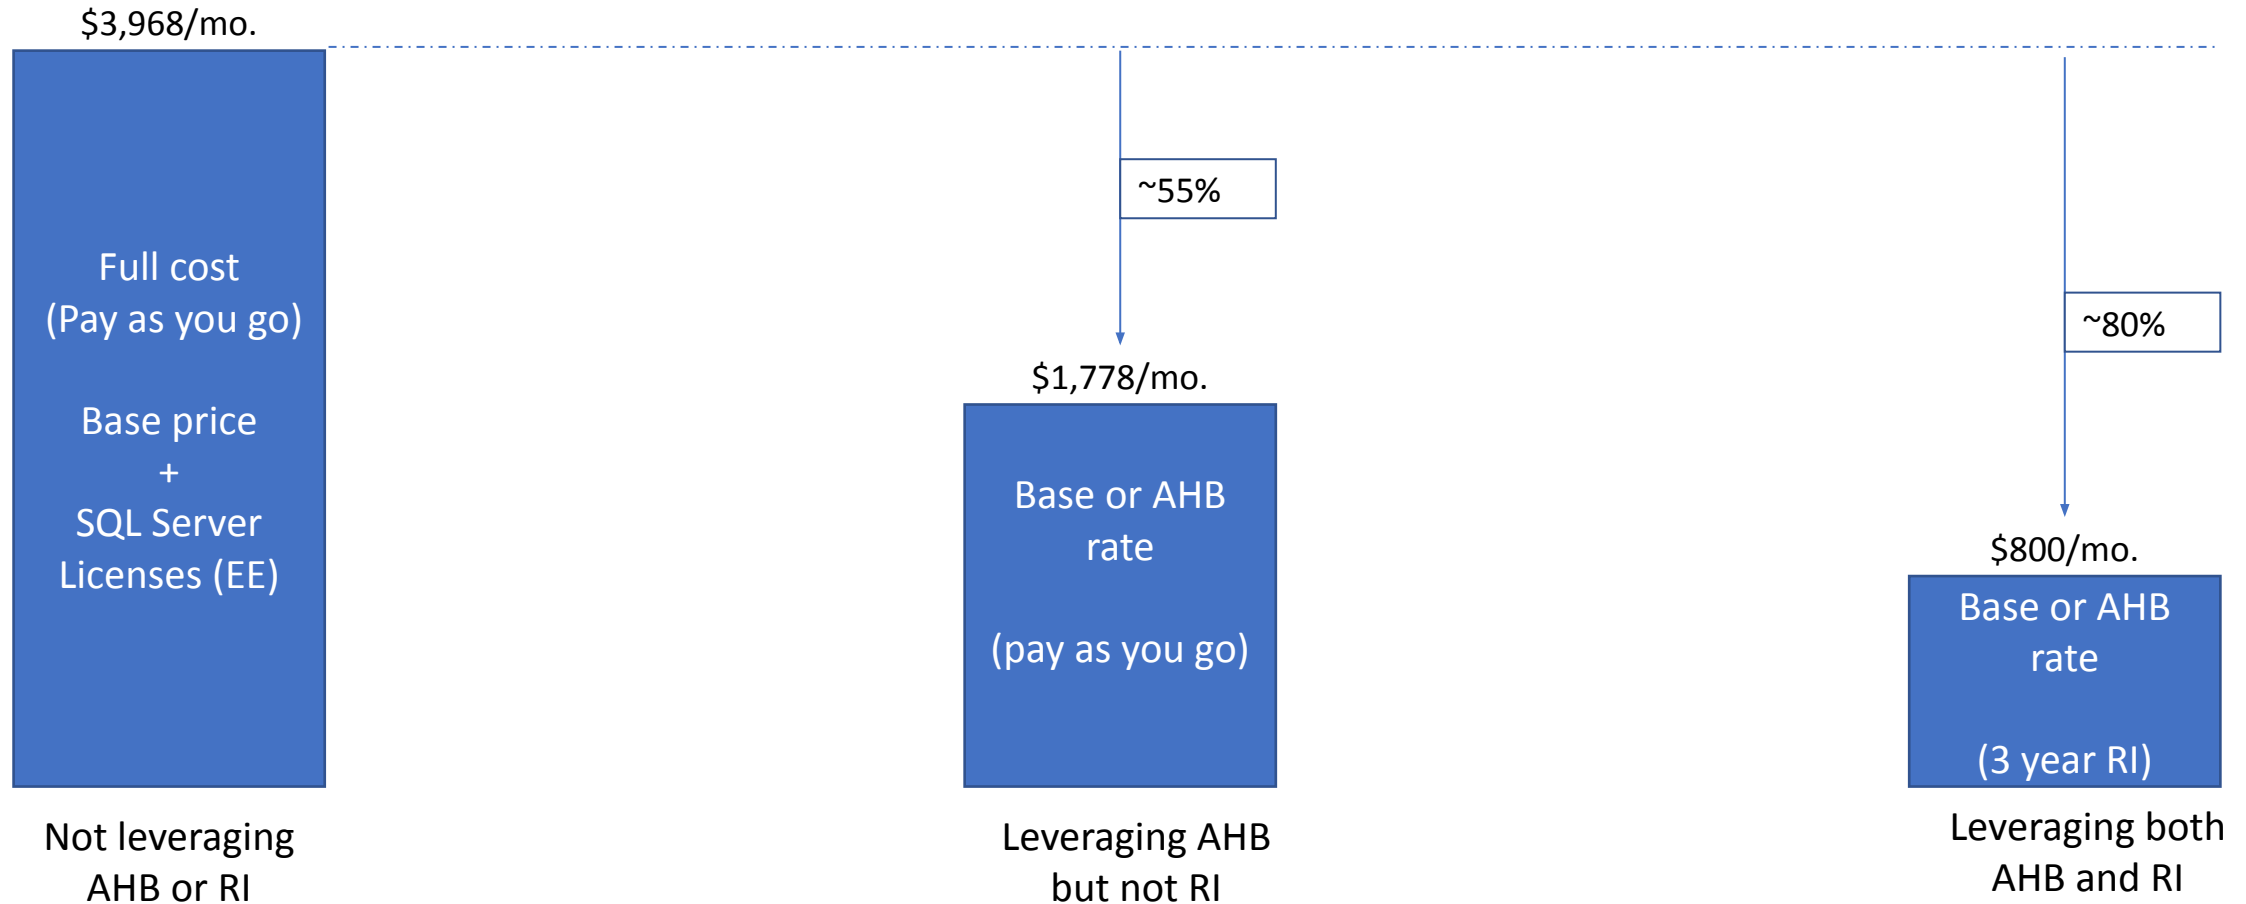 $3,968/mo.
Full cost
(Pay as you go)
Base price
+
SQL Server
Licenses (EE)
Not leveraging
AHB or RI
~55%
$1,778/mo.
Base or AHB
rate
(pay as you go)
Leveraging AHB
but not RI
~80%
$800/mo.
Base or AHB
rate
(3 year RI)
Leveraging both
AHB and RI